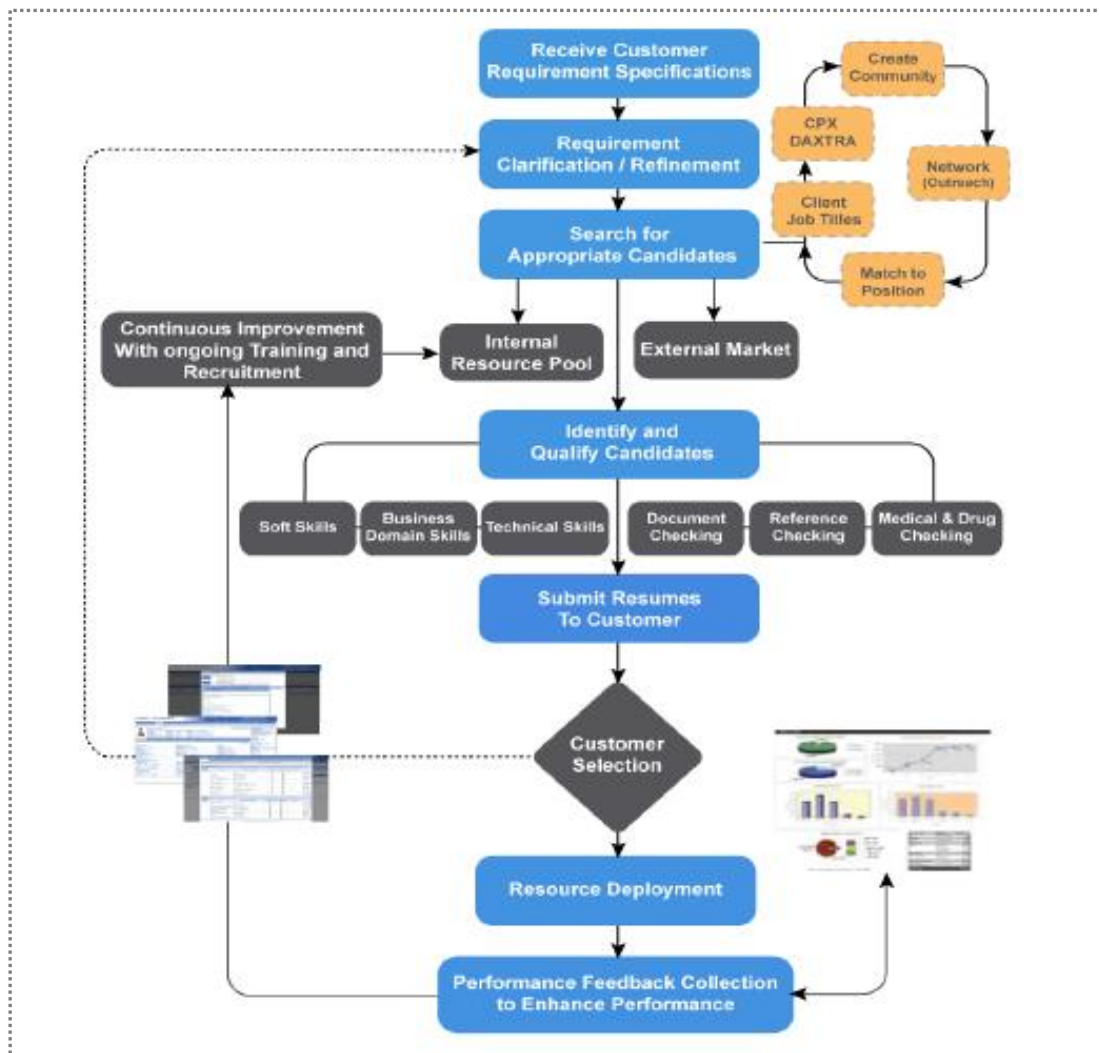 Receive Customer
Requirement Specifications
Create
Community
CPX
DAXTRA
Requirement
Clarification / Refinement
Network
(Outreach)
Client
Job Titles
Search for
Appropriate Candidates
Match to
Position
Continuous Improvement
With ongoing Training and
Recruitment
Internal
Resource Pool
External Market
Identify and
Qualify Candidates
Soft Skills
Business
Domain Skills
Technical Skills
Document
Checking
Reference
Checking
Medical & Drug
Checking
Submit Resumes
To Customer
Customer
Selection
Resource Deployment
Performance Feedback Collection
to Enhance Performance